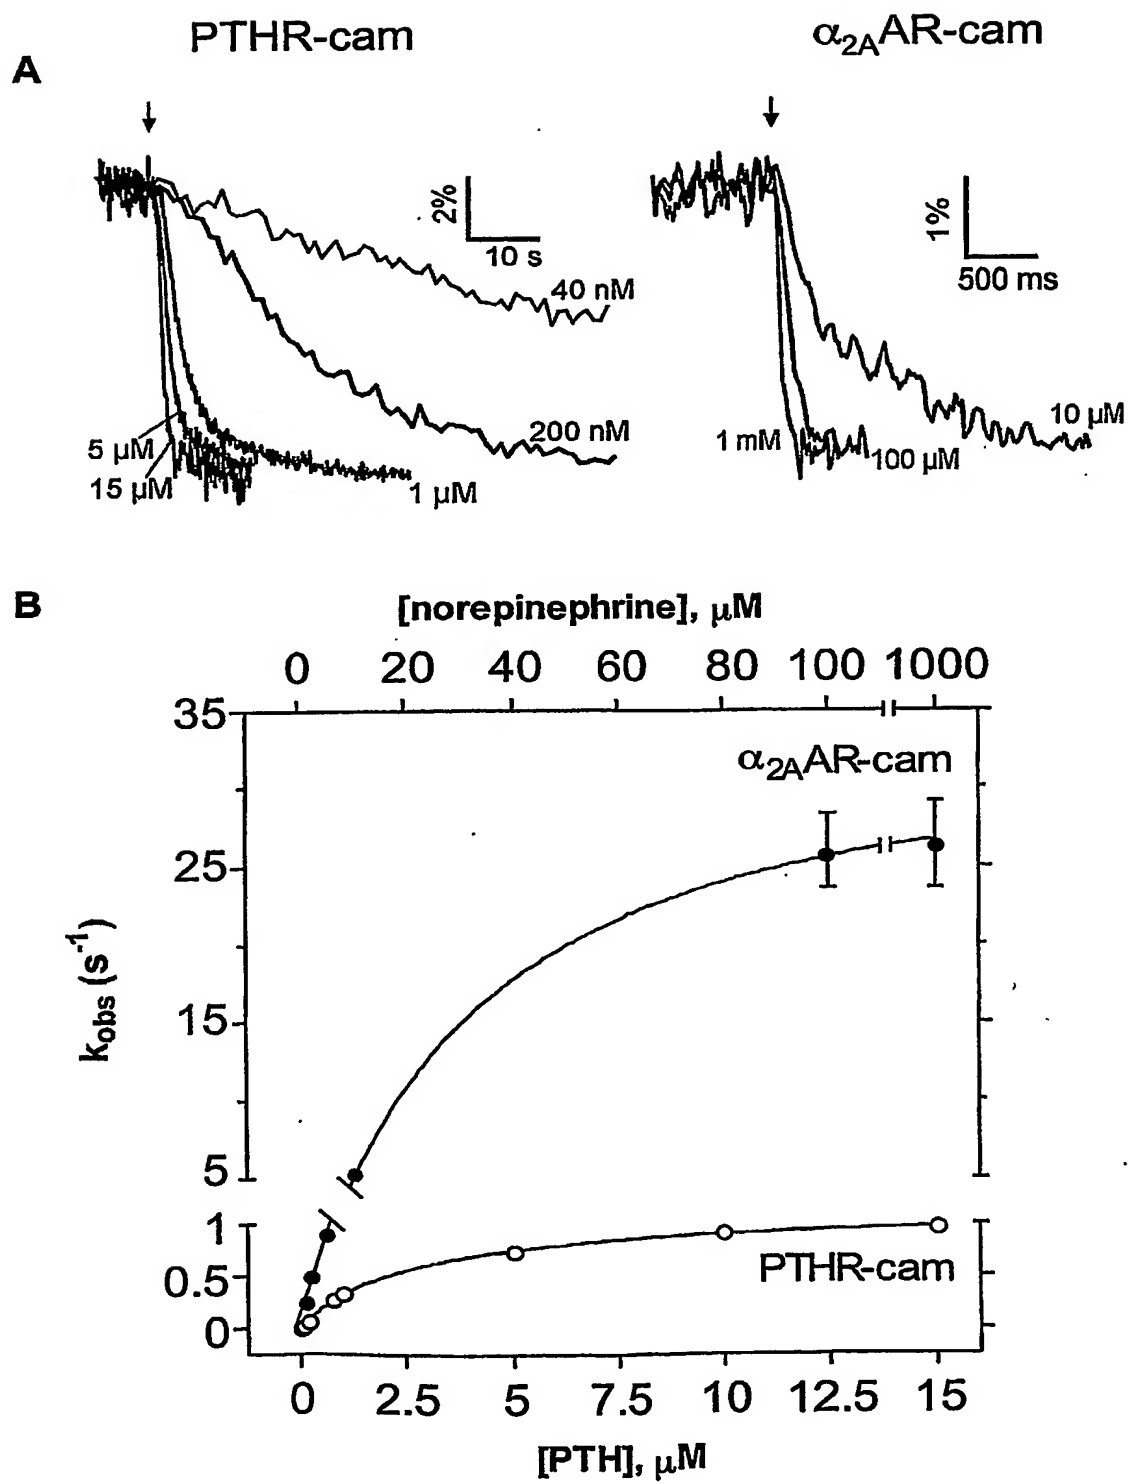 PTHR-cam
α2AAR-cam
A
2%
10 s
40 nM
200 nM
5 µM
15 µM
1 µM
1%
500 ms
1 mM
100 µM
10 µM
B
[norepinephrine], µM
0 20 40 60 80 100 1000
35
25
15
5
1
0.5
0
kobs (s-1)
α2AAR-cam
PTHR-cam
0 2.5 5 7.5 10 12.5 15
[PTH], µM